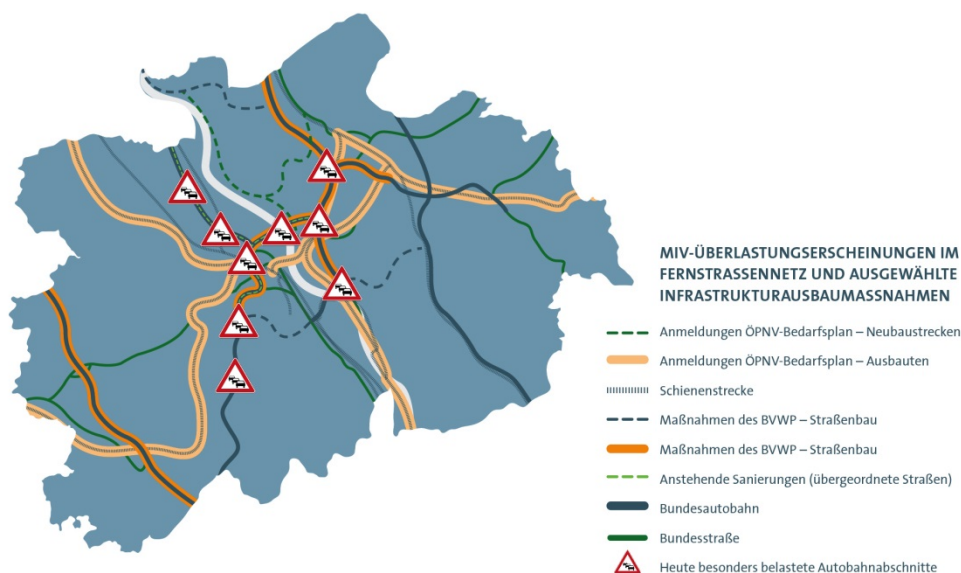 MIV-ÜBERLASTUNGSERSCHEINUNGEN IM
FERNSTRASSENNETZ UND AUSGEWÄHLTE
INFRASTRUKTURAUSBAUMASSNAHMEN
Anmeldungen ÖPNV-Bedarfsplan – Neubaustrecken
Anmeldungen ÖPNV-Bedarfsplan – Ausbauten
Schienenstrecke
Maßnahmen des BVWP – Straßenbau
Maßnahmen des BVWP – Straßenbau
Anstehende Sanierungen (übergeordnete Straßen)
Bundesautobahn
Bundesstraße
Heute besonders belastete Autobahnabschnitte